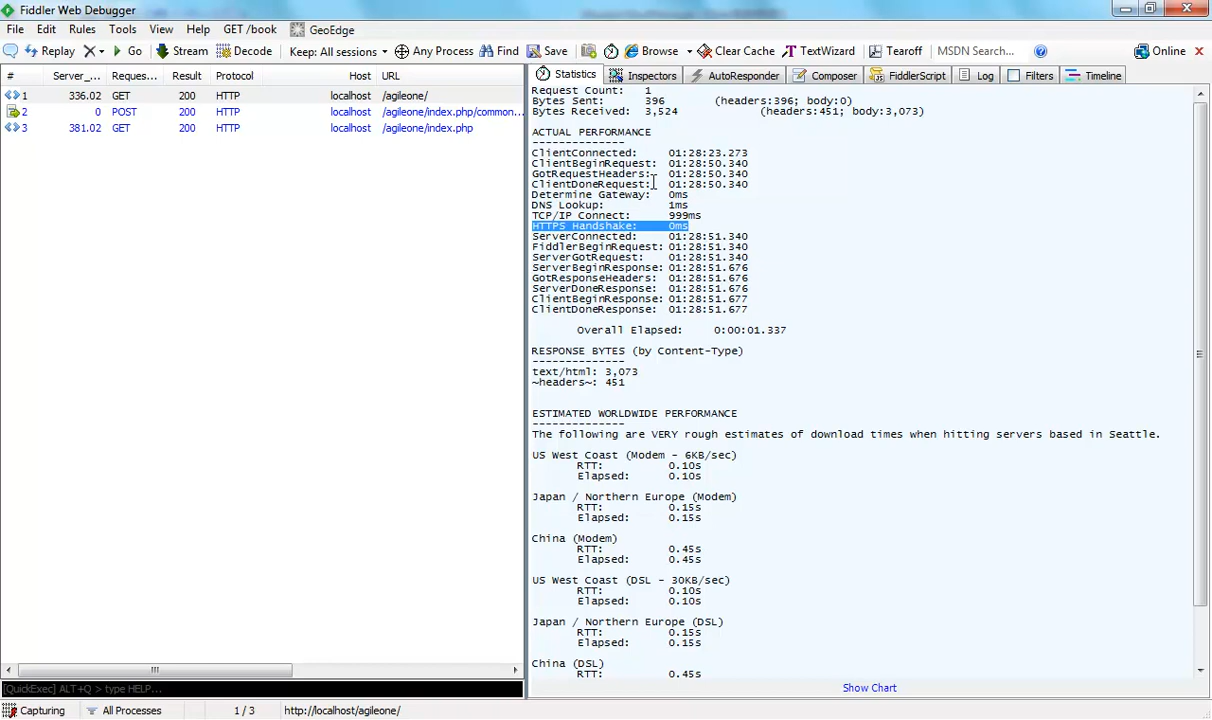 Fiddler Web Debugger
File Edit Rules Tools View Help GET /book GeoEdge
Replay Go Stream Decode Keep: All sessions Any Process Find Save Browse Clear Cache TextWizard Tearoff MSDN Search... Online
# Server_... Reques... Result Protocol Host URL
1 336.02 GET 200 HTTP localhost /agileone/
2 0 POST 200 HTTP localhost /agileone/index.php/common...
3 381.02 GET 200 HTTP localhost /agileone/index.php
Statistics Inspectors AutoResponder Composer FiddlerScript Log Filters Timeline
Request Count: 1
Bytes Sent: 396 (headers:396; body:0)
Bytes Received: 3,524 (headers:451; body:3,073)
ACTUAL PERFORMANCE
--------------
ClientConnected: 01:28:23.273
ClientBeginRequest: 01:28:50.340
GotRequestHeaders: 01:28:50.340
ClientDoneRequest: 01:28:50.340
Determine Gateway: 0ms
DNS Lookup: 1ms
TCP/IP Connect: 999ms
HTTPS Handshake: 0ms
ServerConnected: 01:28:51.340
FiddlerBeginRequest: 01:28:51.340
ServerGotRequest: 01:28:51.340
ServerBeginResponse: 01:28:51.676
GotResponseHeaders: 01:28:51.676
ServerDoneResponse: 01:28:51.676
ClientBeginResponse: 01:28:51.677
ClientDoneResponse: 01:28:51.677
Overall Elapsed: 0:00:01.337
RESPONSE BYTES (by Content-Type)
--------------
text/html: 3,073
~headers~: 451
ESTIMATED WORLDWIDE PERFORMANCE
--------------
The following are VERY rough estimates of download times when hitting servers based in Seattle.
US West Coast (Modem - 6KB/sec)
RTT: 0.10s
Elapsed: 0.10s
Japan / Northern Europe (Modem)
RTT: 0.15s
Elapsed: 0.15s
China (Modem)
RTT: 0.45s
Elapsed: 0.45s
US West Coast (DSL - 30KB/sec)
RTT: 0.10s
Elapsed: 0.10s
Japan / Northern Europe (DSL)
RTT: 0.15s
Elapsed: 0.15s
China (DSL)
RTT: 0.45s
Show Chart
[QuickExec] ALT+Q > type HELP...
Capturing All Processes 1 / 3 http://localhost/agileone/